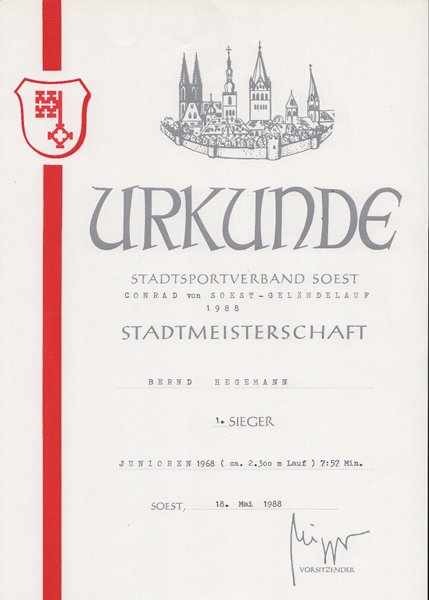 URKUNDE
STADTSPORTVERBAND SOEST
CONRAD von SOEST-GELÄNDELAUF
1988
STADTMEISTERSCHAFT
BERND HEGEMANN
1. SIEGER
JUNIOREN 1968 ( ca. 2.300 m Lauf ) 7:57 Min.
SOEST, 18. Mai 1988
VORSITZENDER